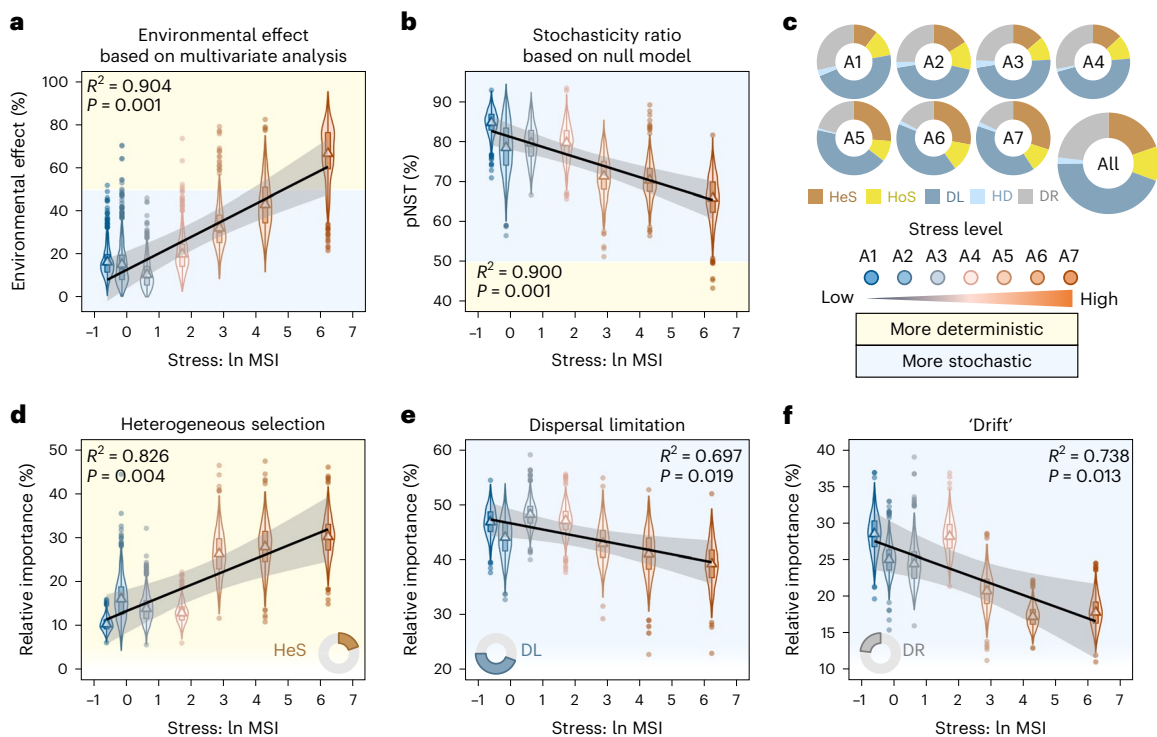 a
Environmental effect
based on multivariate analysis
R² = 0.904
P = 0.001
Environmental effect (%)
100
80
60
40
20
0
–1 0 1 2 3 4 5 6 7
Stress: ln MSI
b
Stochasticity ratio
based on null model
pNST (%)
90
80
70
60
50
40
R² = 0.900
P = 0.001
–1 0 1 2 3 4 5 6 7
Stress: ln MSI
c
A1 A2 A3 A4
A5 A6 A7 All
HeS HoS DL HD DR
Stress level
A1 A2 A3 A4 A5 A6 A7
Low High
More deterministic
More stochastic
d
Heterogeneous selection
R² = 0.826
P = 0.004
Relative importance (%)
50
40
30
20
10
0
HeS
–1 0 1 2 3 4 5 6 7
Stress: ln MSI
e
Dispersal limitation
R² = 0.697
P = 0.019
Relative importance (%)
60
50
40
30
20
DL
–1 0 1 2 3 4 5 6 7
Stress: ln MSI
f
‘Drift’
R² = 0.738
P = 0.013
Relative importance (%)
40
35
30
25
20
15
10
DR
–1 0 1 2 3 4 5 6 7
Stress: ln MSI